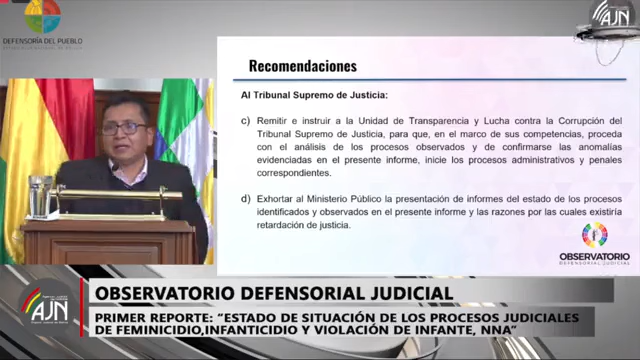 DEFENSORÍA DEL PUEBLO
AJN
Recomendaciones
Al Tribunal Supremo de Justicia:
c) Remitir e instruir a la Unidad de Transparencia y Lucha contra la Corrupción del
Tribunal Supremo de Justicia, para que, en el marco de sus competencias, proceda
con el análisis de los procesos observados y de confirmarse las anomalías
evidenciadas en el presente informe, inicie los procesos administrativos y penales
correspondientes.
d) Exhortar al Ministerio Público la presentación de informes del estado de los procesos
identificados y observados en el presente informe y las razones por las cuales existiría
retardación de justicia.
OBSERVATORIO
DEFENSORIAL JUDICIAL
AJN
OBSERVATORIO DEFENSORIAL JUDICIAL
PRIMER REPORTE: “ESTADO DE SITUACIÓN DE LOS PROCESOS JUDICIALES
DE FEMINICIDIO,INFANTICIDIO Y VIOLACIÓN DE INFANTE, NNA”